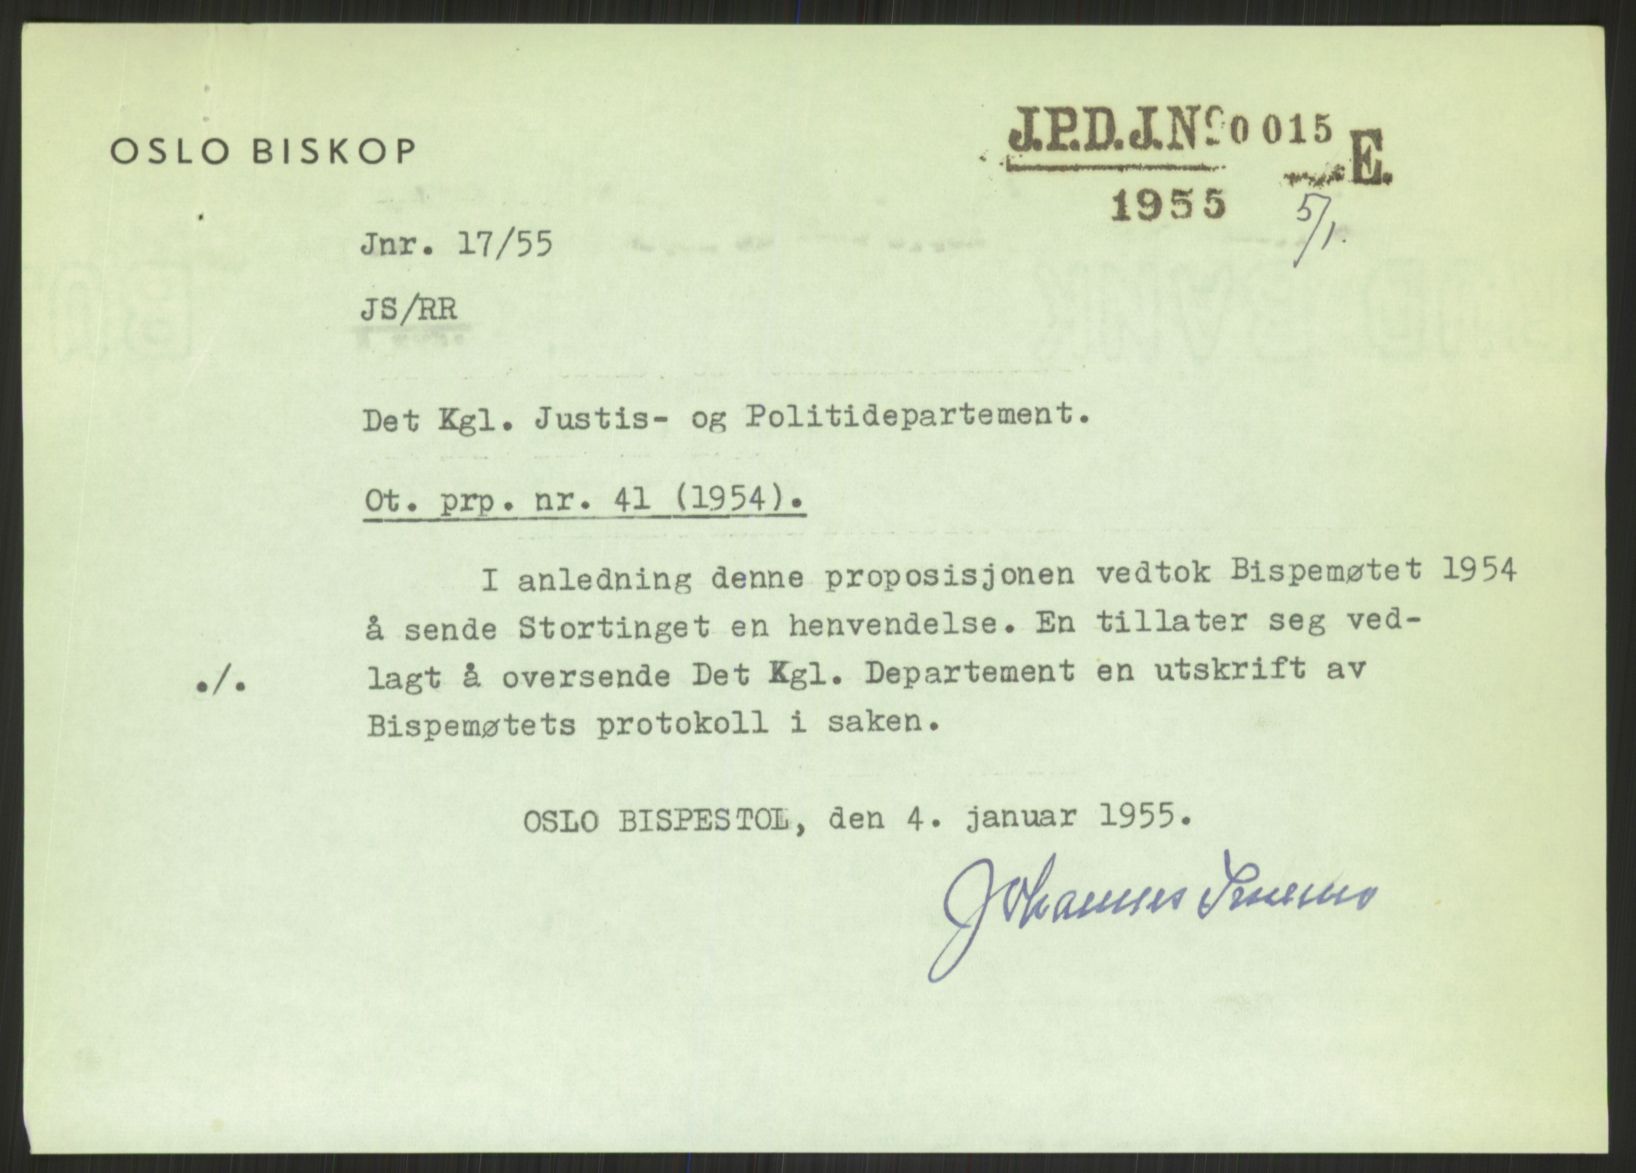 OSLO BISKOP
J.P.D.J.Nº 0015 E.
1955 5/1.
Jnr. 17/55
JS/RR
Det Kgl. Justis- og Politidepartement.
Ot. prp. nr. 41 (1954).
I anledning denne proposisjonen vedtok Bispemøtet 1954
å sende Stortinget en henvendelse. En tillater seg ved-
./. lagt å oversende Det Kgl. Departement en utskrift av
Bispemøtets protokoll i saken.
OSLO BISPESTOL, den 4. januar 1955.
Johannes Smemo